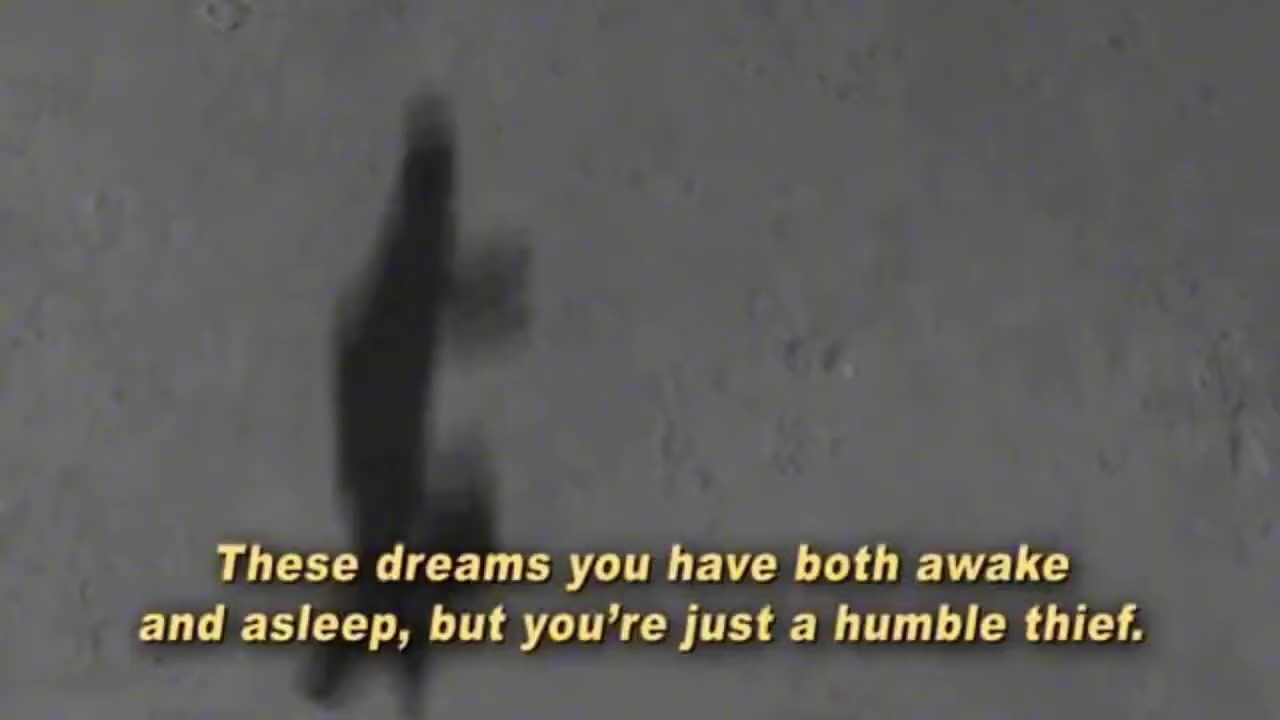 These dreams you have both awake
and asleep, but you’re just a humble thief.